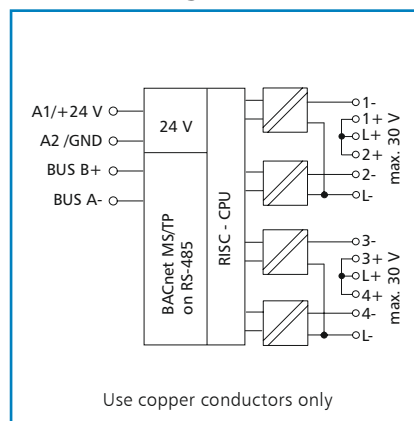 A1/+24 V
A2 /GND
BUS B+
BUS A-
24 V
BACnet MS/TP
on RS-485
RISC - CPU
1-
1+
L+
2+
2-
L-
max. 30 V
3-
3+
L+
4+
4-
L-
max. 30 V
Use copper conductors only